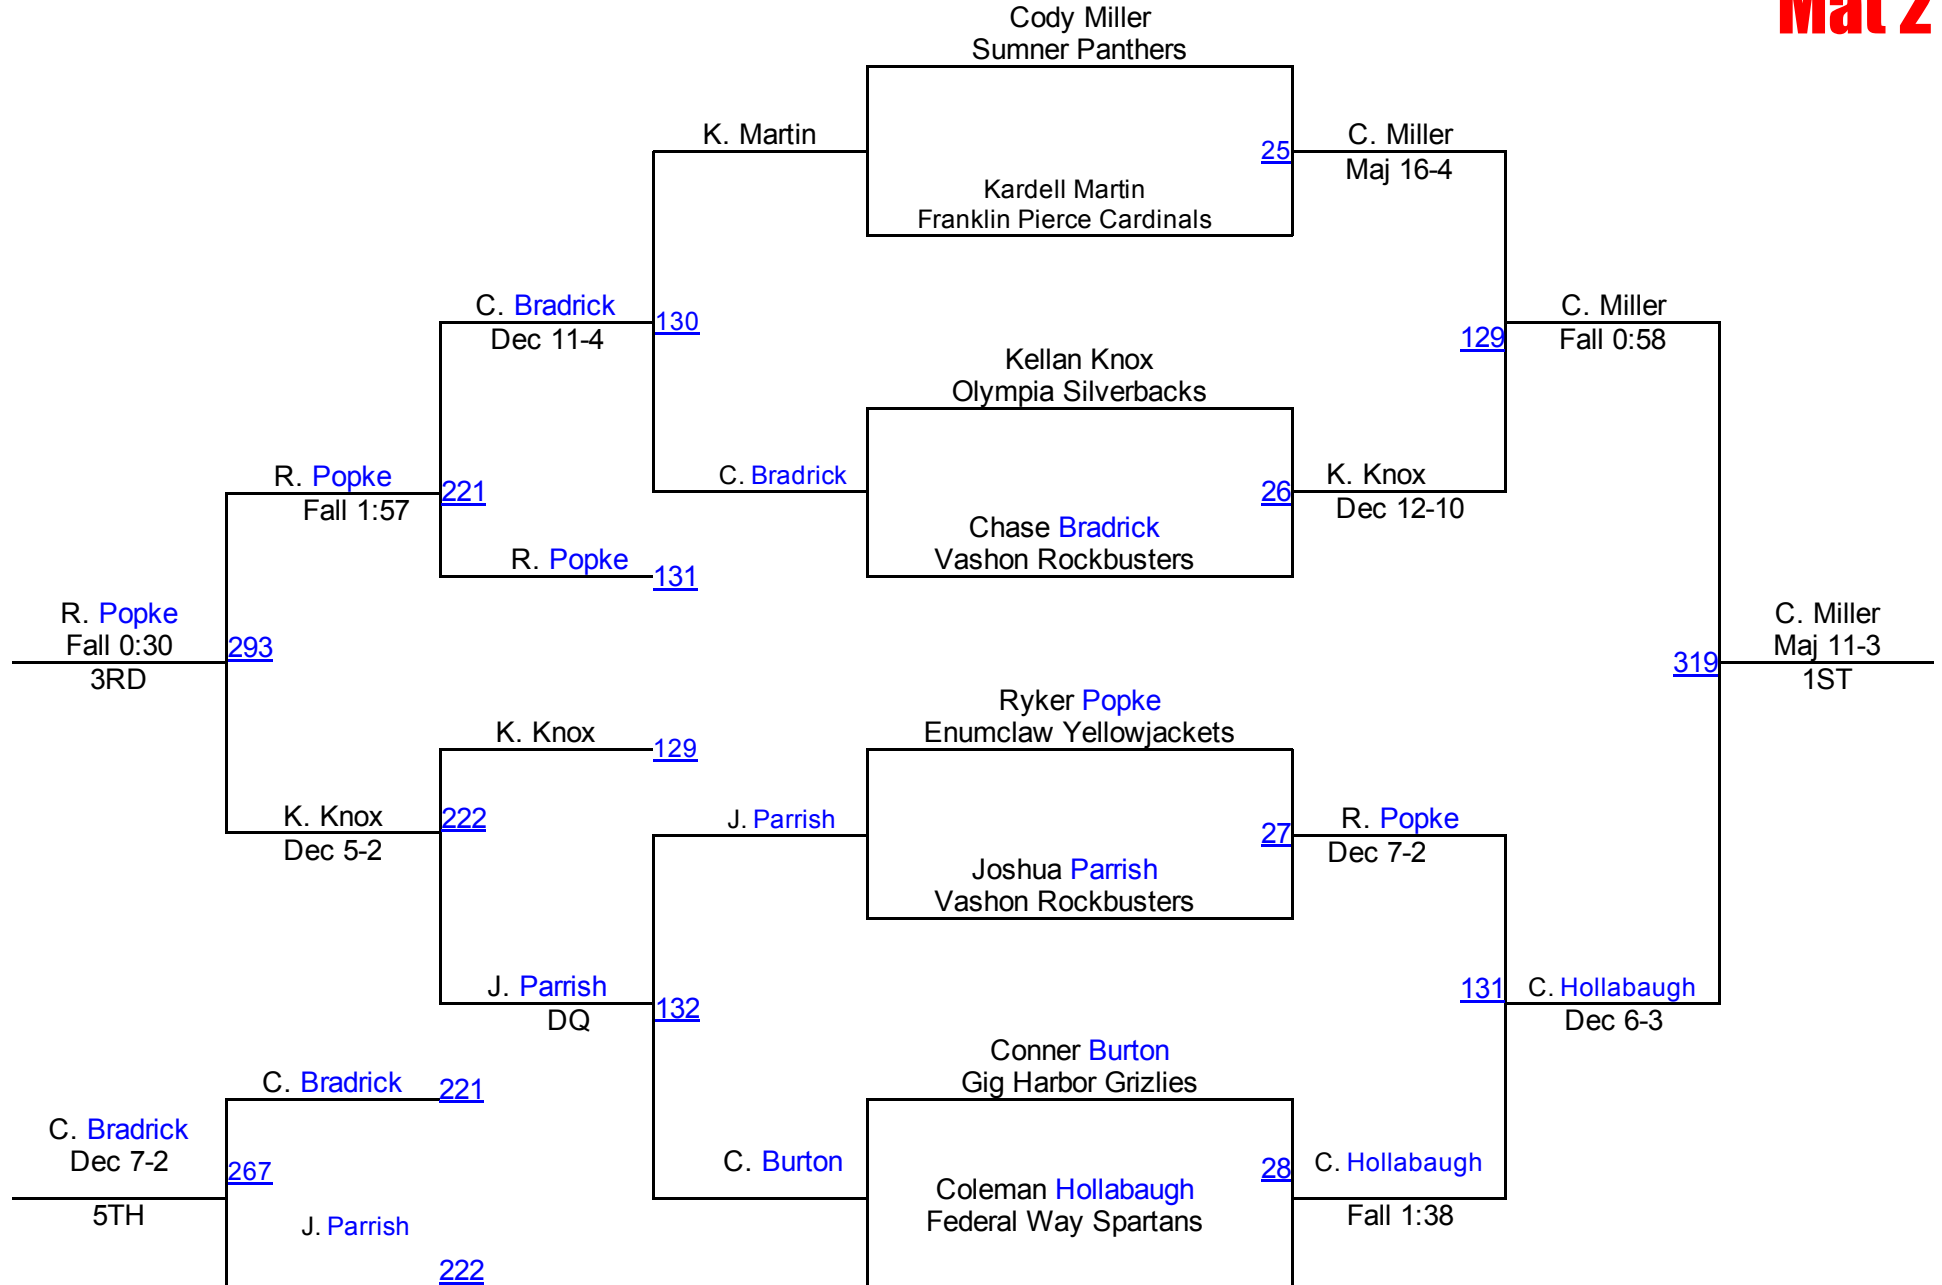 Mat 2
Cody Miller
Sumner Panthers
K. Martin
25
C. Miller
Maj 16-4
Kardell Martin
Franklin Pierce Cardinals
C. Bradrick
130
Dec 11-4
C. Miller
129
Fall 0:58
Kellan Knox
Olympia Silverbacks
R. Popke
221
Fall 1:57
C. Bradrick
26
K. Knox
Dec 12-10
Chase Bradrick
Vashon Rockbusters
R. Popke
131
R. Popke
Fall 0:30
293
3RD
C. Miller
Maj 11-3
319
1ST
Ryker Popke
Enumclaw Yellowjackets
K. Knox
129
K. Knox
222
Dec 5-2
J. Parrish
27
R. Popke
Dec 7-2
Joshua Parrish
Vashon Rockbusters
J. Parrish
132
DQ
131
C. Hollabaugh
Dec 6-3
Conner Burton
Gig Harbor Grizlies
C. Bradrick
221
C. Bradrick
Dec 7-2
267
5TH
C. Burton
28
C. Hollabaugh
Fall 1:38
Coleman Hollabaugh
Federal Way Spartans
J. Parrish
222